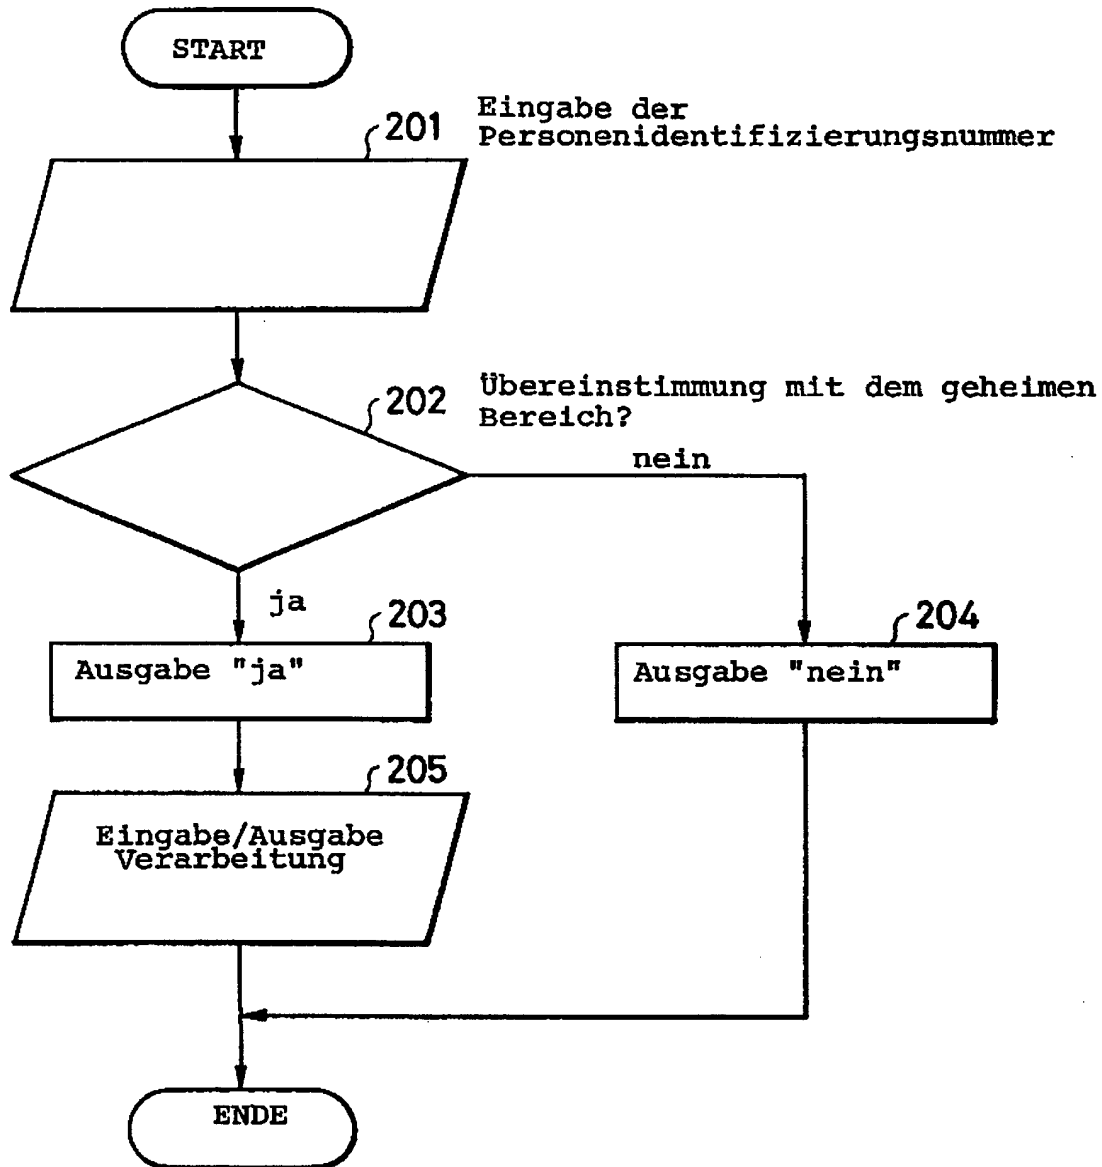 START
201
Eingabe der
Personenidentifizierungsnummer
202
Übereinstimmung mit dem geheimen
Bereich?
nein
ja
203
204
Ausgabe "ja"
Ausgabe "nein"
205
Eingabe/Ausgabe
Verarbeitung
ENDE